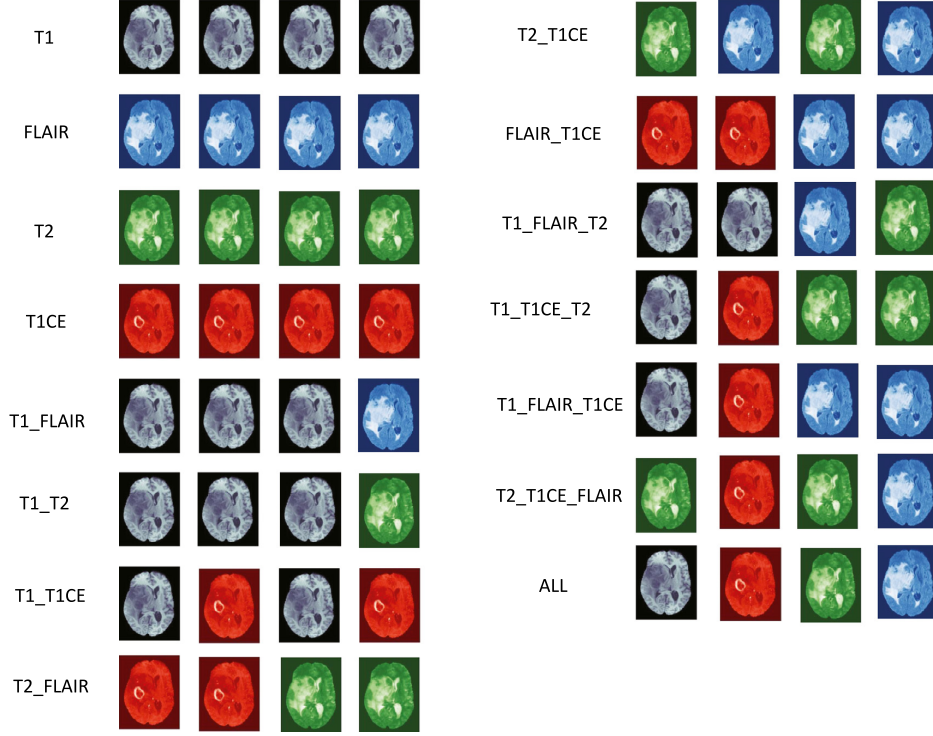 T1
FLAIR
T2
T1CE
T1_FLAIR
T1_T2
T1_T1CE
T2_FLAIR
T2_T1CE
FLAIR_T1CE
T1_FLAIR_T2
T1_T1CE_T2
T1_FLAIR_T1CE
T2_T1CE_FLAIR
ALL